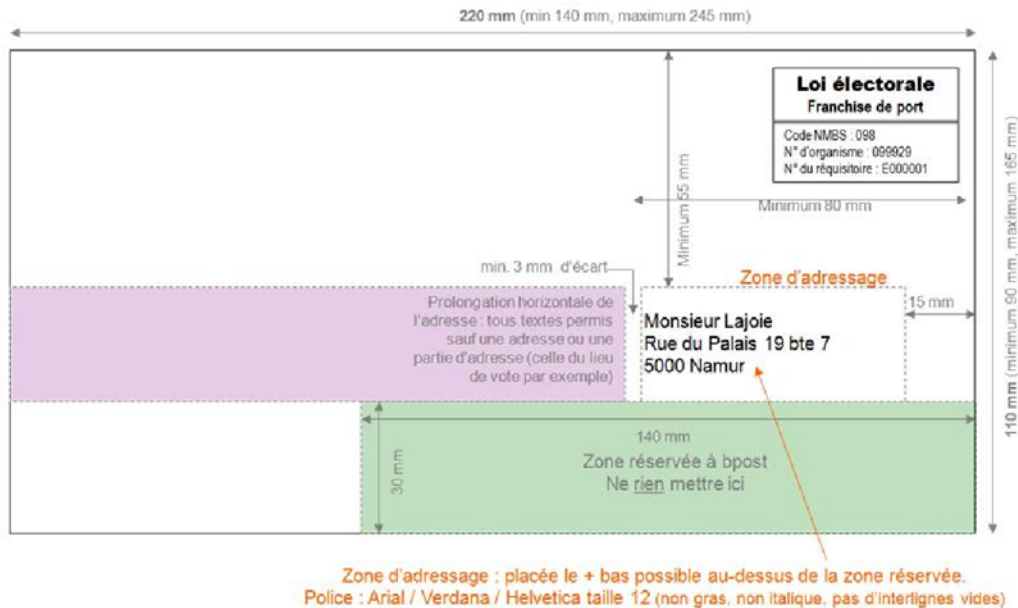 220 mm (min 140 mm, maximum 245 mm)
Loi électorale
Franchise de port
Code NMBS : 098
N° d'organisme : 099929
N° du réquisitoire : E000001
Minimum 55 mm
Minimum 80 mm
110 mm (minimum 90 mm, maximum 165 mm)
min. 3 mm d'écart
Zone d'adressage
15 mm
Prolongation horizontale de
l'adresse : tous textes permis
sauf une adresse ou une
partie d'adresse (celle du lieu
de vote par exemple)
Monsieur Lajoie
Rue du Palais 19 bte 7
5000 Namur
140 mm
30 mm
Zone réservée à bpost
Ne rien mettre ici
Zone d'adressage : placée le + bas possible au-dessus de la zone réservée.
Police : Arial / Verdana / Helvetica taille 12 (non gras, non italique, pas d'interlignes vides)